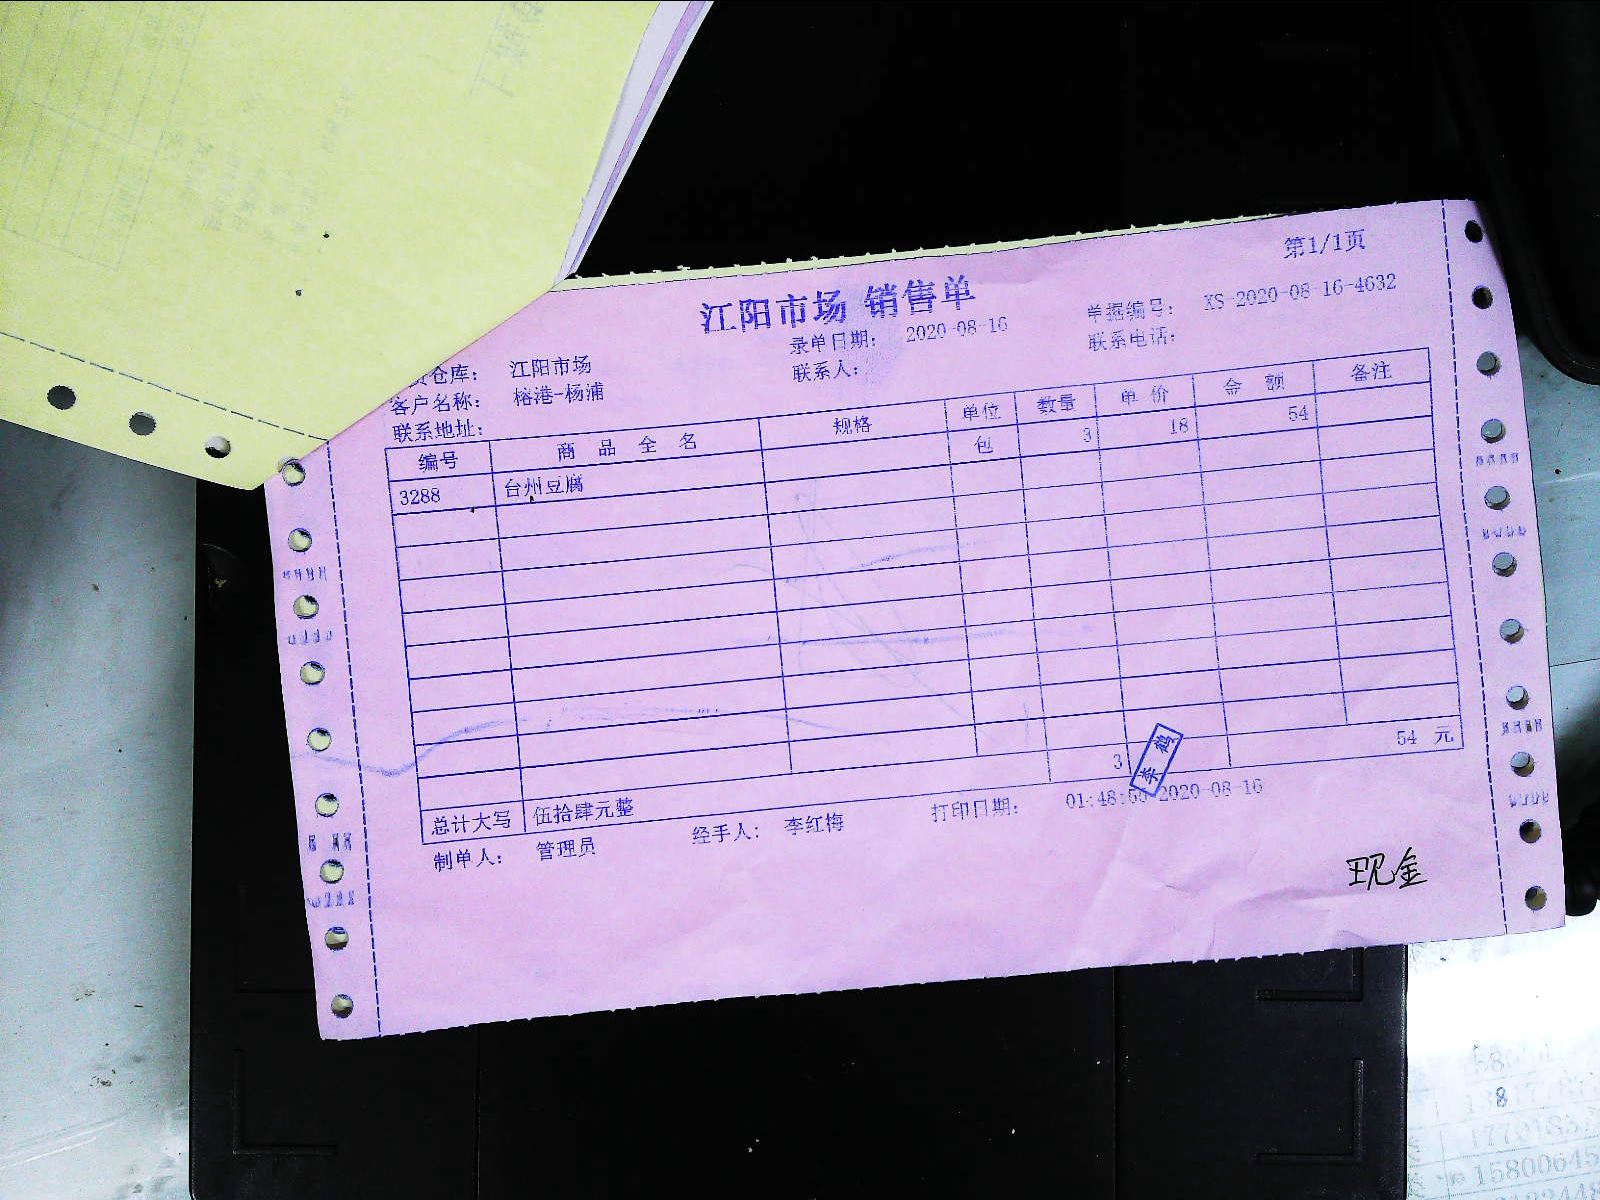 第1/1页
江阳市场 销售单
录单日期： 2020-08-16 单据编号： XS-2020-08-16-4632
仓库： 江阳市场 联系人： 联系电话：
客户名称： 榕港-杨浦
联系地址：
编号 商品全名 规格 单位 数量 单价 金额 备注
3288 台州豆腐 包 3 18 54
3 54 元
总计大写 伍拾肆元整
制单人： 管理员 经手人： 李红梅 打印日期： 2020-08-16
李鹤
现金